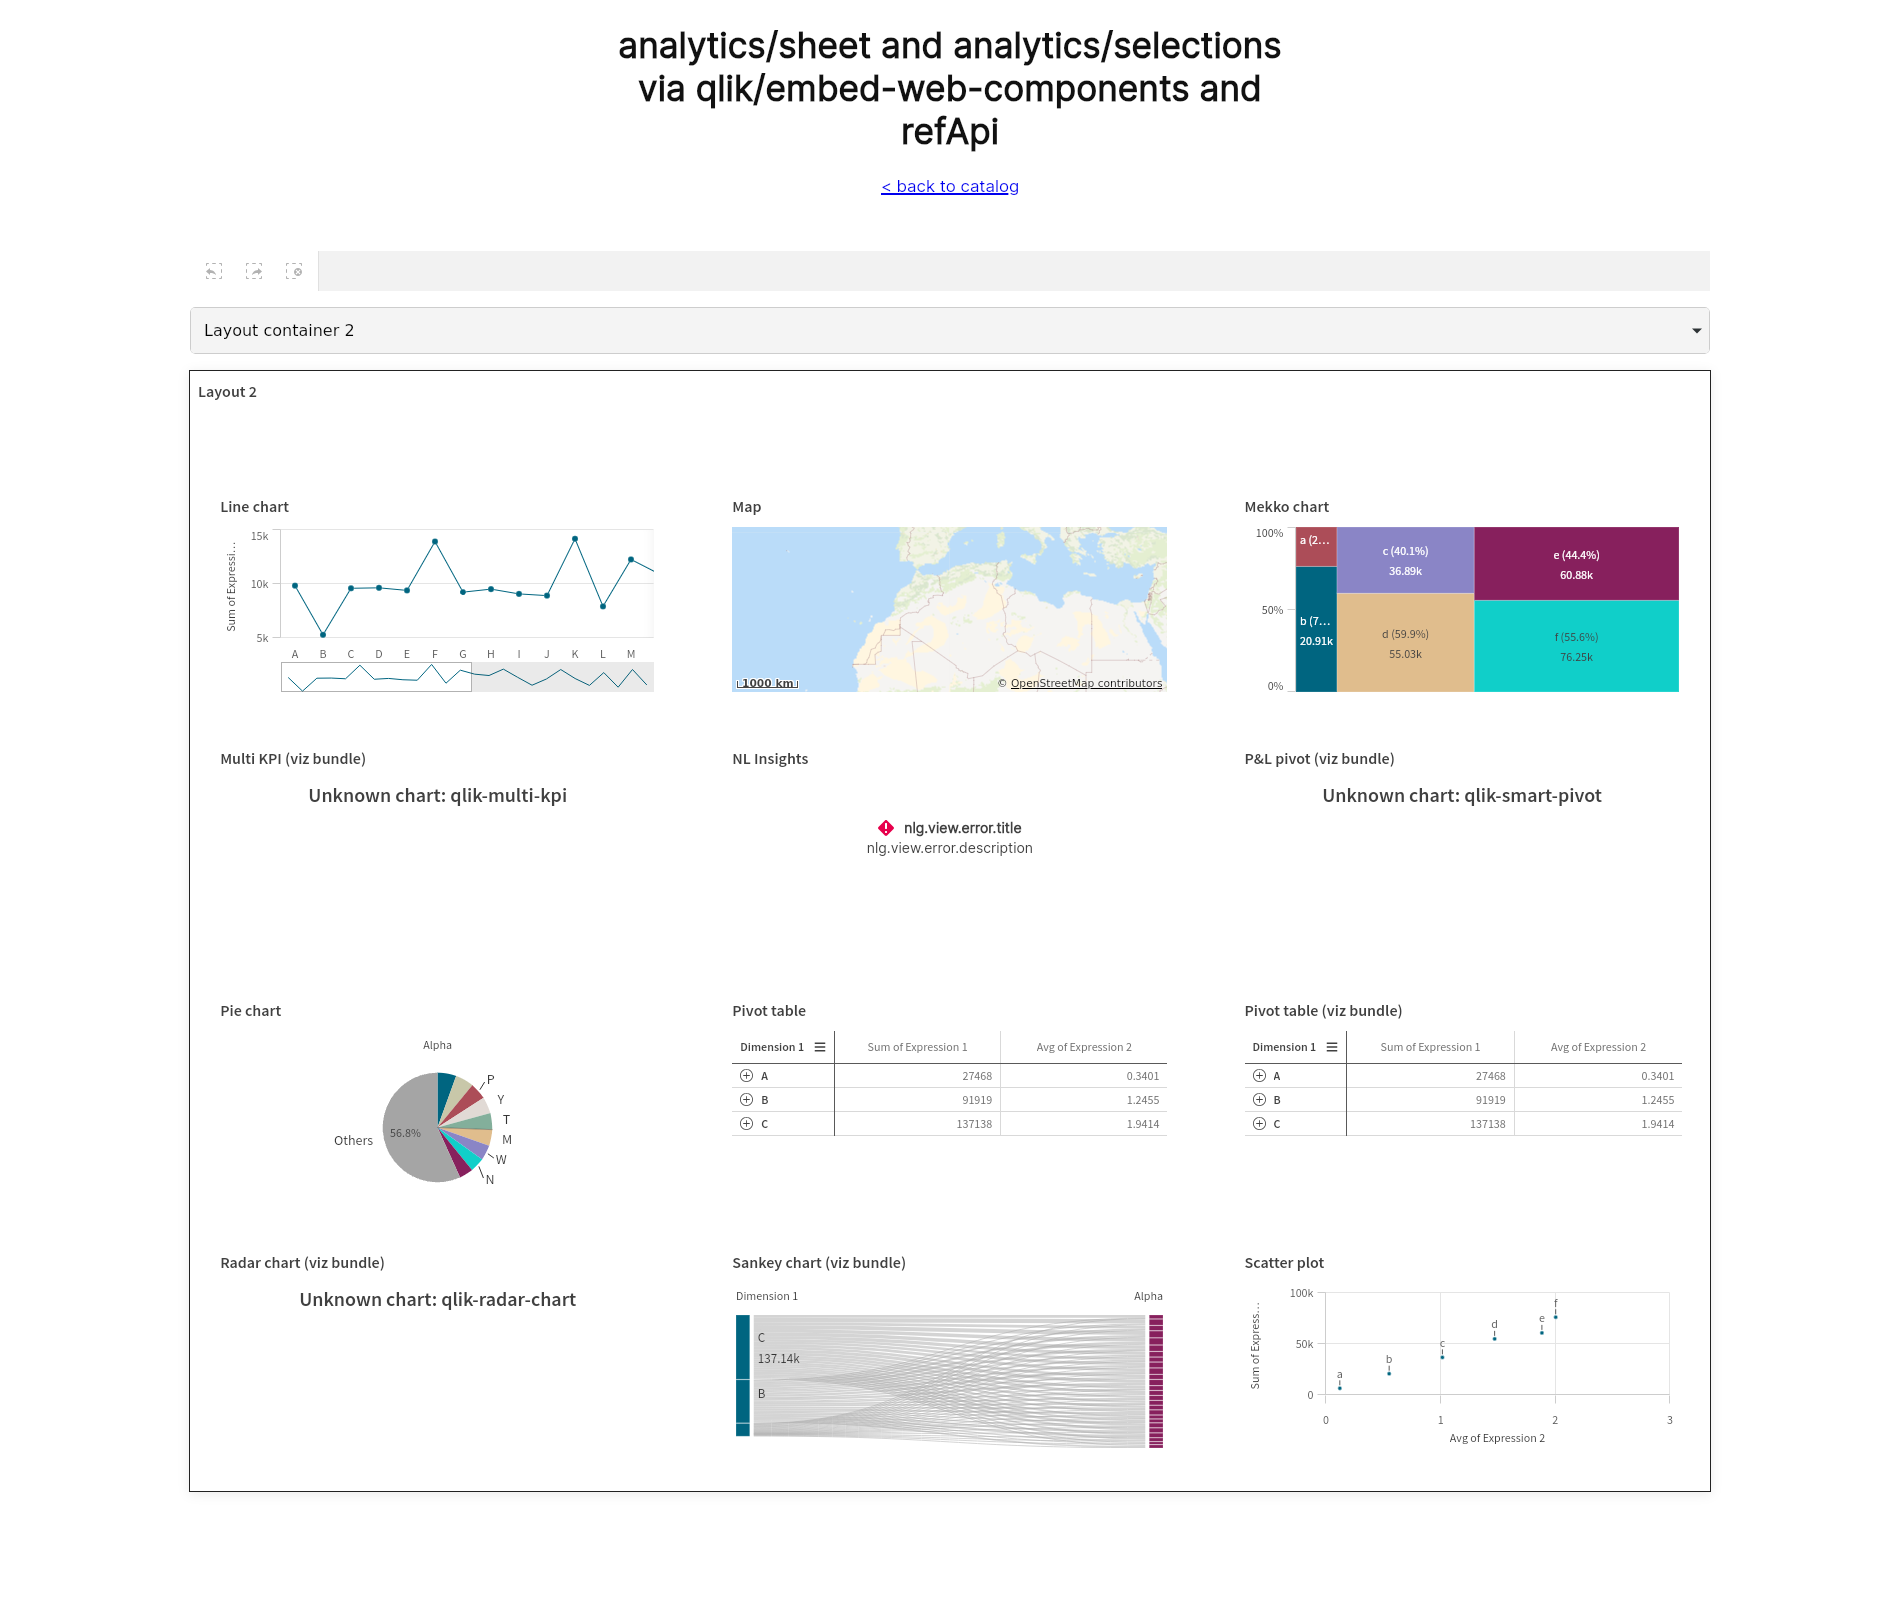 analytics/sheet and analytics/selections
via qlik/embed-web-components and
refApi
< back to catalog
Layout container 2
Layout 2
Line chart
Sum of Expressi…
15k
10k
5k
A B C D E F G H I J K L M
Map
1000 km
© OpenStreetMap contributors
Mekko chart
100%
50%
0%
a (2…
b (7…
20.91k
c (40.1%)
36.89k
d (59.9%)
55.03k
e (44.4%)
60.88k
f (55.6%)
76.25k
Multi KPI (viz bundle)
Unknown chart: qlik-multi-kpi
NL Insights
nlg.view.error.title
nlg.view.error.description
P&L pivot (viz bundle)
Unknown chart: qlik-smart-pivot
Pie chart
Alpha
P
Y
T
M
W
N
Others
56.8%
Pivot table
Dimension 1 Sum of Expression 1 Avg of Expression 2
A 27468 0.3401
B 91919 1.2455
C 137138 1.9414
Pivot table (viz bundle)
Dimension 1 Sum of Expression 1 Avg of Expression 2
A 27468 0.3401
B 91919 1.2455
C 137138 1.9414
Radar chart (viz bundle)
Unknown chart: qlik-radar-chart
Sankey chart (viz bundle)
Dimension 1 Alpha
C
137.14k
B
Scatter plot
Sum of Express…
100k
50k
0
a
b
c
d
e
f
0 1 2 3
Avg of Expression 2